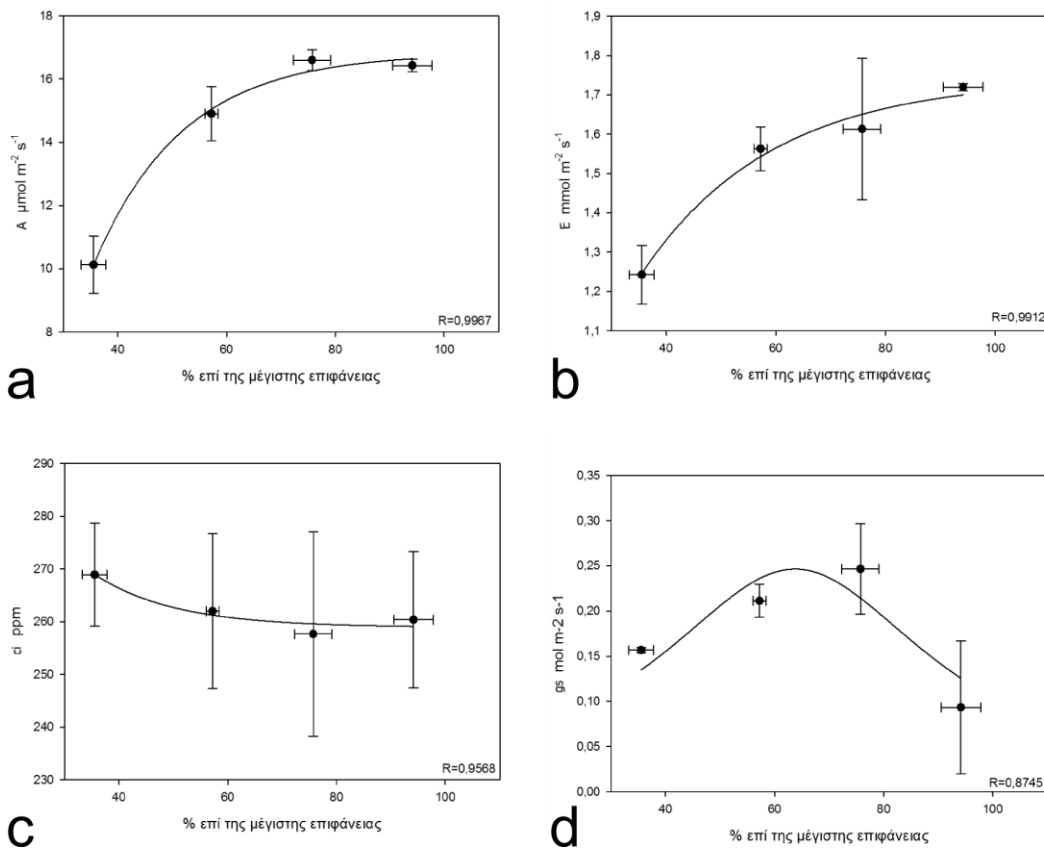 18
16
14
12
10
8
A μmol m-2 s-1
40 60 80 100
R=0,9967
% επί της μέγιστης επιφάνειας
a
1,9
1,8
1,7
1,6
1,5
1,4
1,3
1,2
1,1
E mmol m-2 s-1
40 60 80 100
R=0,9912
% επί της μέγιστης επιφάνειας
b
290
280
270
260
250
240
230
ci ppm
40 60 80 100
R=0,9568
% επί της μέγιστης επιφάνειας
c
0,35
0,30
0,25
0,20
0,15
0,10
0,05
0,00
gs mol m-2 s-1
40 60 80 100
R=0,8745
% επί της μέγιστης επιφάνειας
d